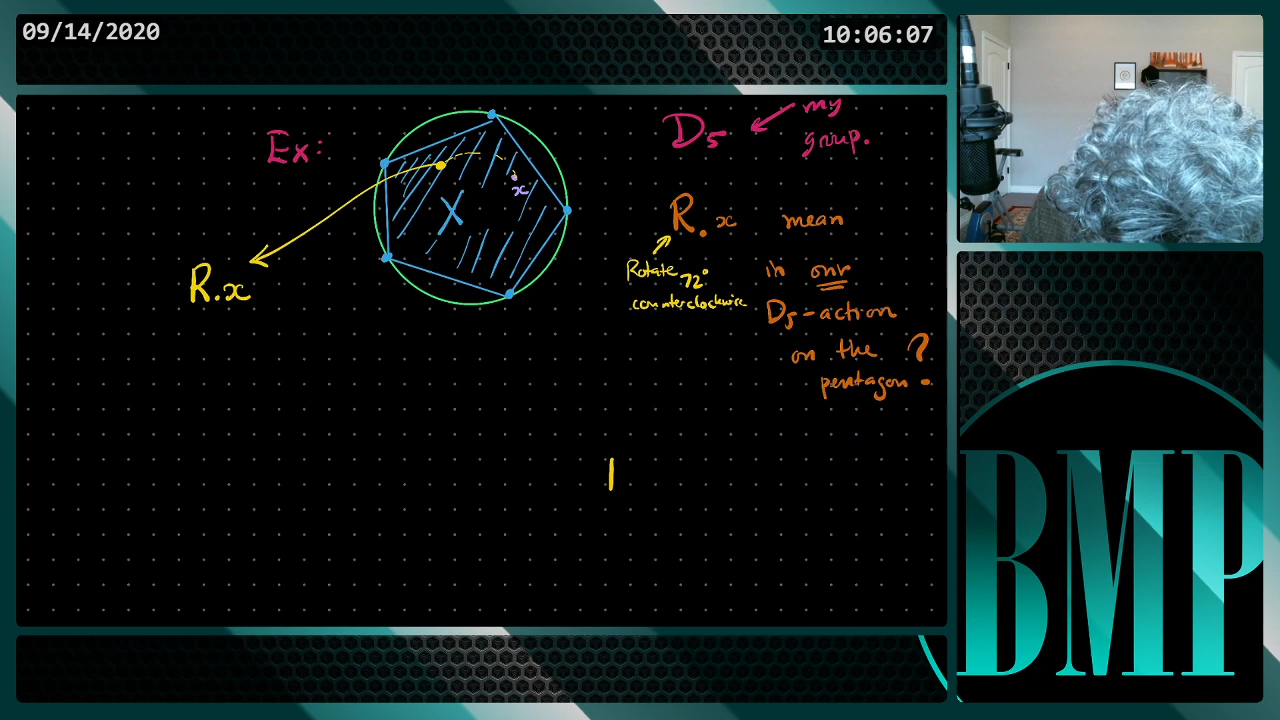 09/14/2020
10:06:07
Ex:
D5
my
group.
x
X
R.x
R.x mean
Rotate 72°
counterclockwise
in our
D5-action
on the ?
pentagon
BMP